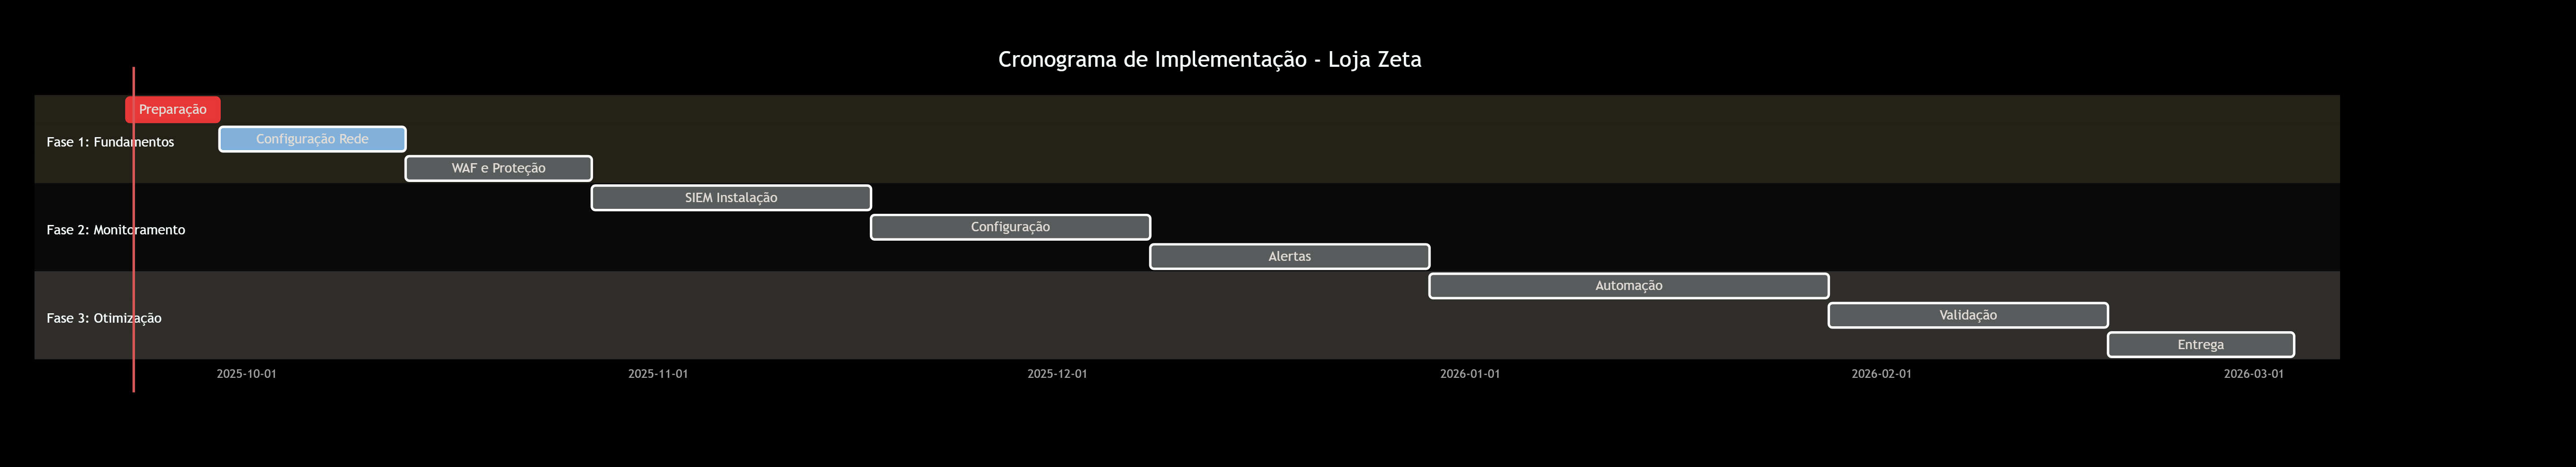 Cronograma de Implementação - Loja Zeta
Preparação
Fase 1: Fundamentos
Configuração Rede
WAF e Proteção
SIEM Instalação
Fase 2: Monitoramento
Configuração
Alertas
Automação
Fase 3: Otimização
Validação
Entrega
2025-10-01
2025-11-01
2025-12-01
2026-01-01
2026-02-01
2026-03-01